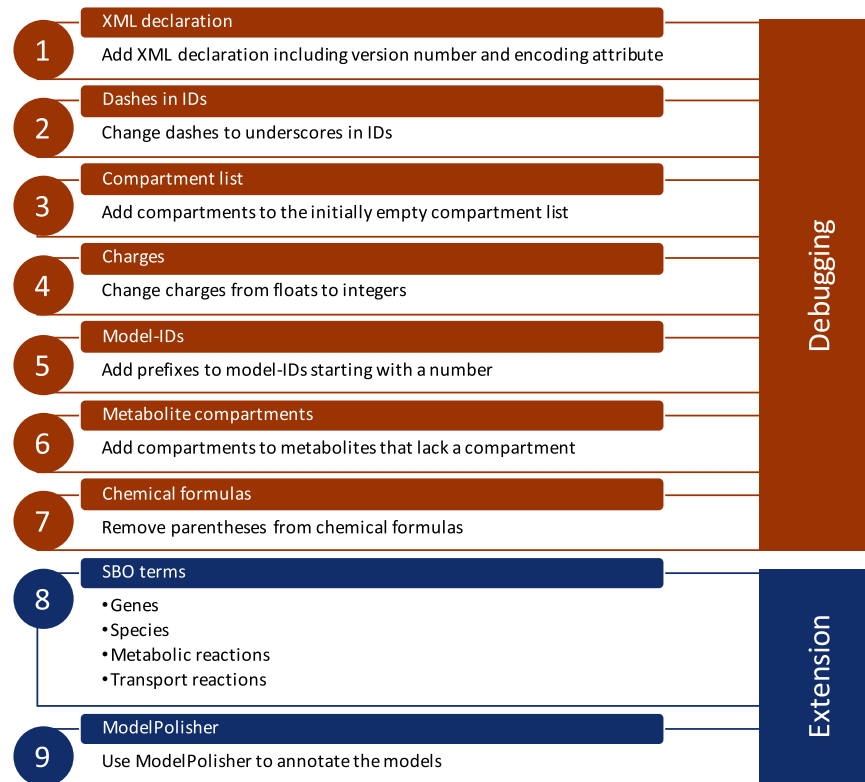 1
XML declaration
Add XML declaration including version number and encoding attribute
2
Dashes in IDs
Change dashes to underscores in IDs
3
Compartment list
Add compartments to the initially empty compartment list
4
Charges
Change charges from floats to integers
5
Model-IDs
Add prefixes to model-IDs starting with a number
6
Metabolite compartments
Add compartments to metabolites that lack a compartment
7
Chemical formulas
Remove parentheses from chemical formulas
Debugging
8
SBO terms
•Genes
•Species
•Metabolic reactions
•Transport reactions
9
ModelPolisher
Use ModelPolisher to annotate the models
Extension